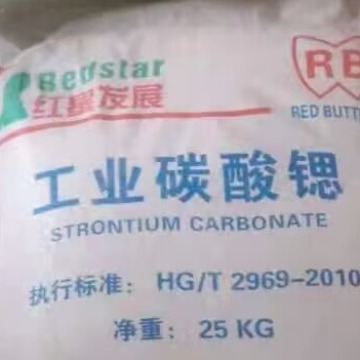 Redstar
红星发展
RB
RED BUTT
工业碳酸锶
STRONTIUM CARBONATE
执行标准：HG/T 2969-2010
净重：25 KG